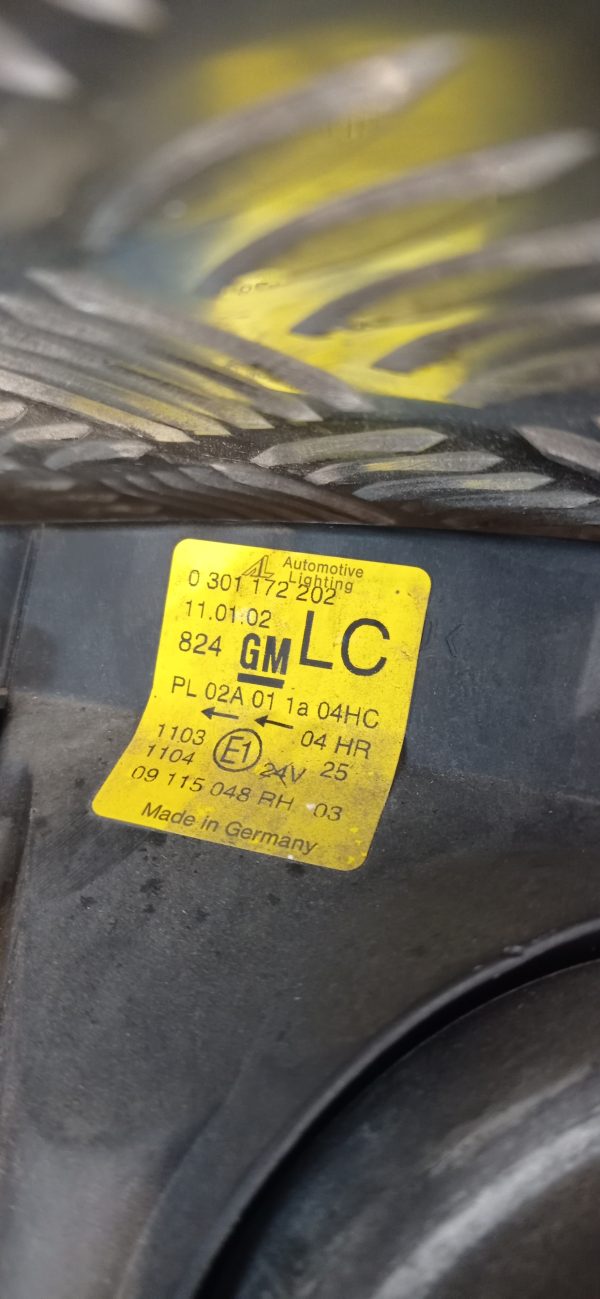 AL Automotive
Lighting
0 301 172 202
11.01.02
824 GM LC
PL 02A 01 1a 04HC
← ← 04 HR
1103
1104 E1 24V 25
09 115 048 RH 03
Made in Germany